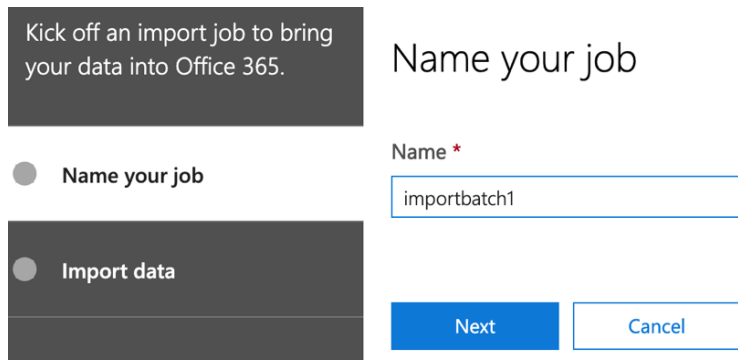 Kick off an import job to bring
your data into Office 365.
Name your job
Import data
Name your job
Name *
importbatch1
Next
Cancel